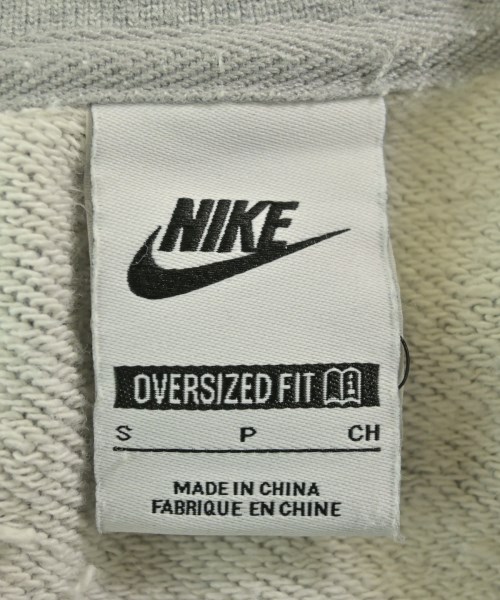 NIKE
OVERSIZED FIT
S P CH
MADE IN CHINA
FABRIQUE EN CHINE